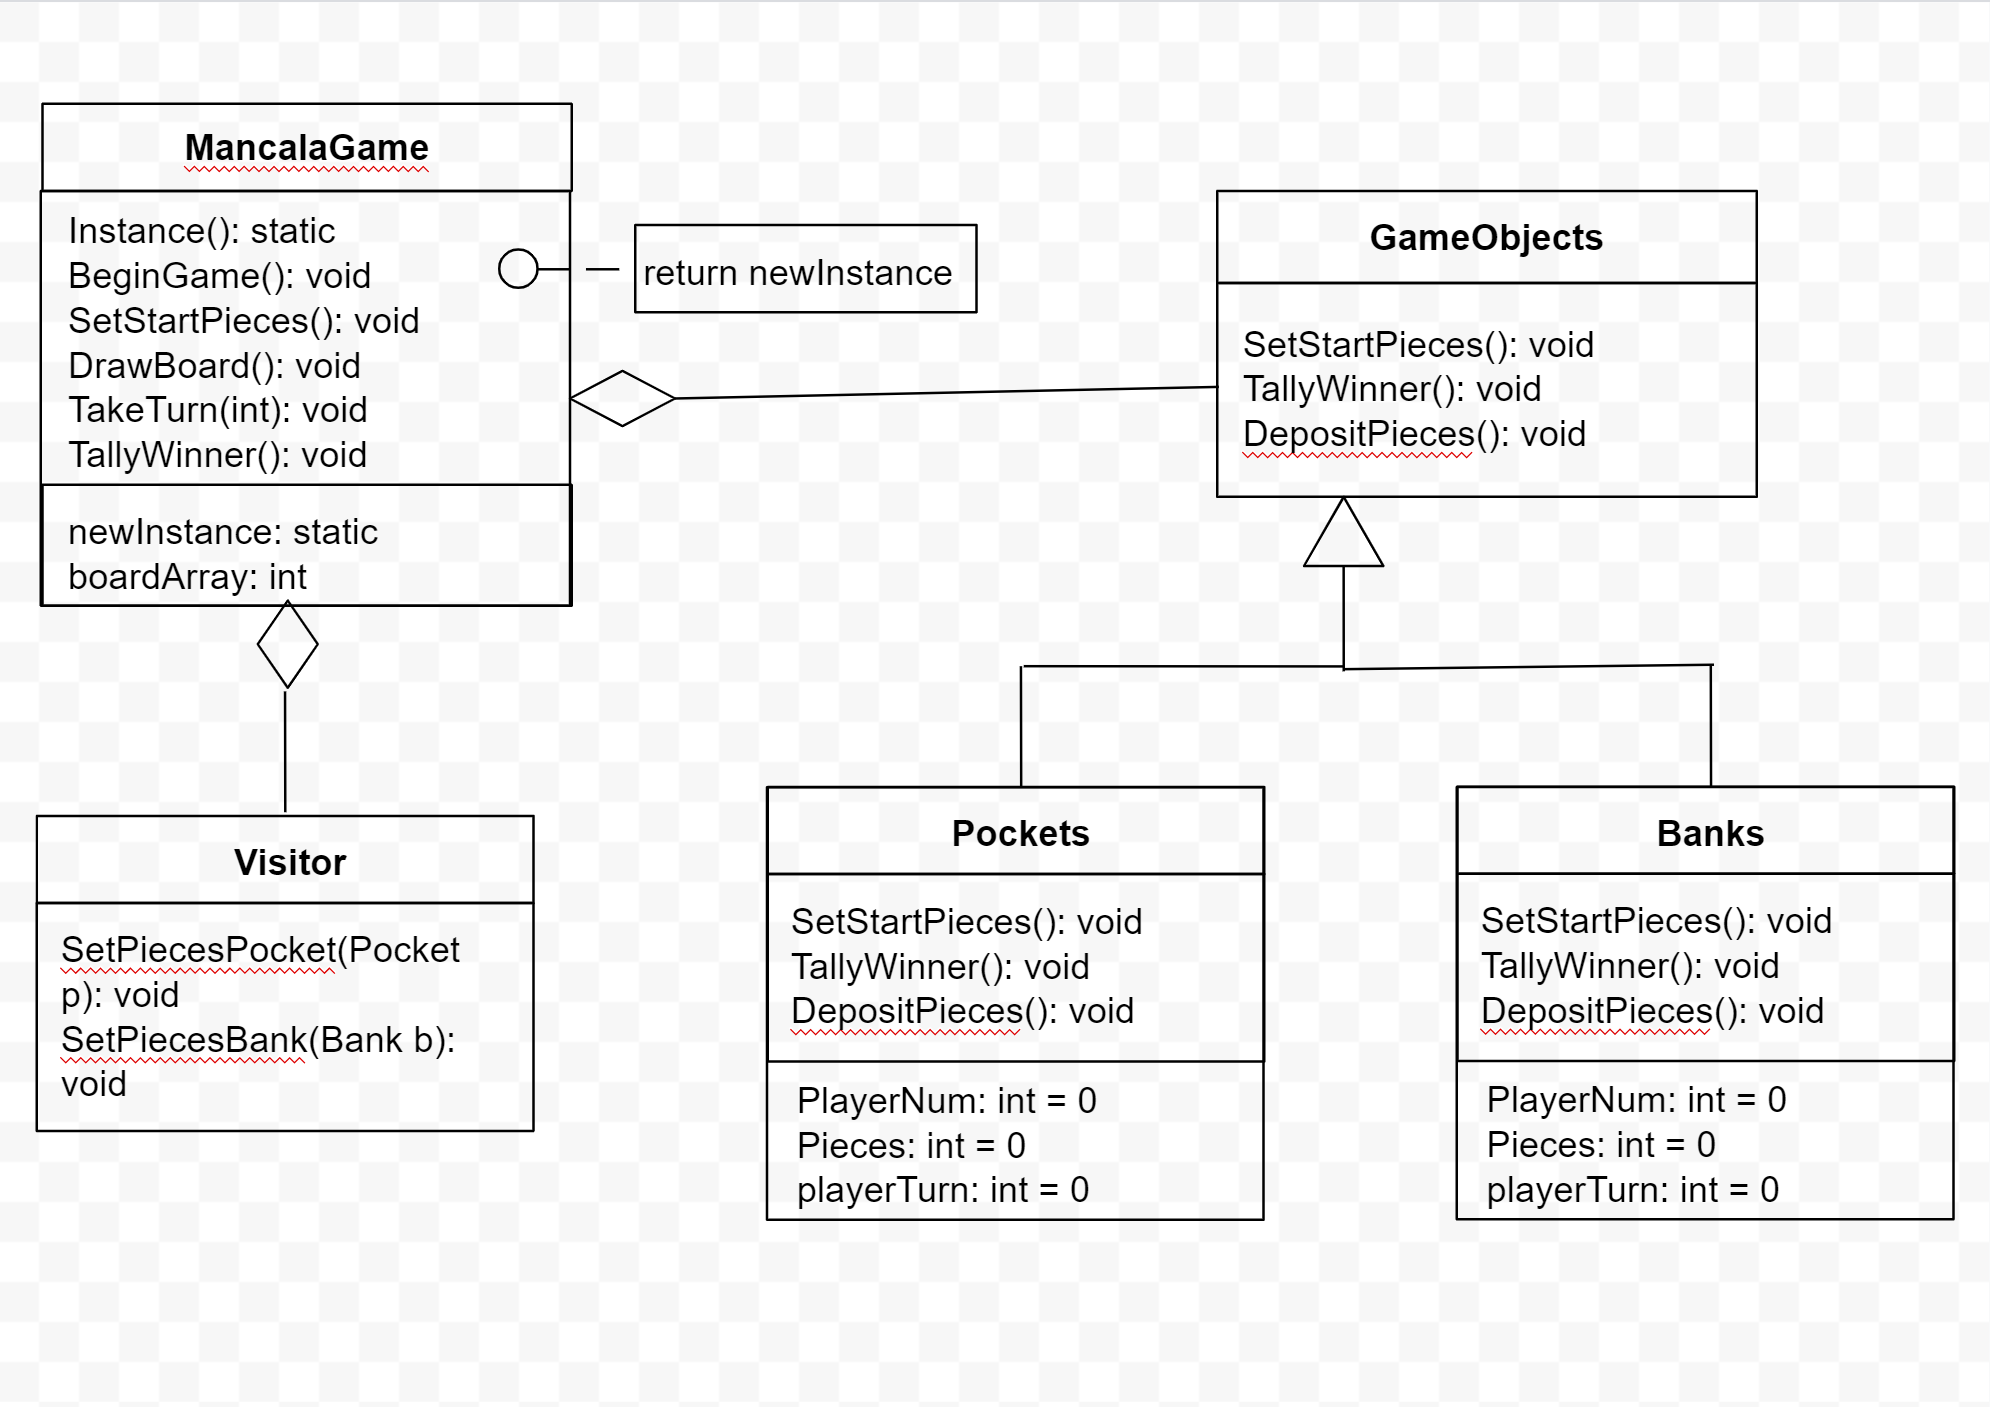 MancalaGame
Instance(): static
BeginGame(): void
SetStartPieces(): void
DrawBoard(): void
TakeTurn(int): void
TallyWinner(): void
newInstance: static
boardArray: int
return newInstance
GameObjects
SetStartPieces(): void
TallyWinner(): void
DepositPieces(): void
Visitor
SetPiecesPocket(Pocket
p): void
SetPiecesBank(Bank b):
void
Pockets
SetStartPieces(): void
TallyWinner(): void
DepositPieces(): void
PlayerNum: int = 0
Pieces: int = 0
playerTurn: int = 0
Banks
SetStartPieces(): void
TallyWinner(): void
DepositPieces(): void
PlayerNum: int = 0
Pieces: int = 0
playerTurn: int = 0